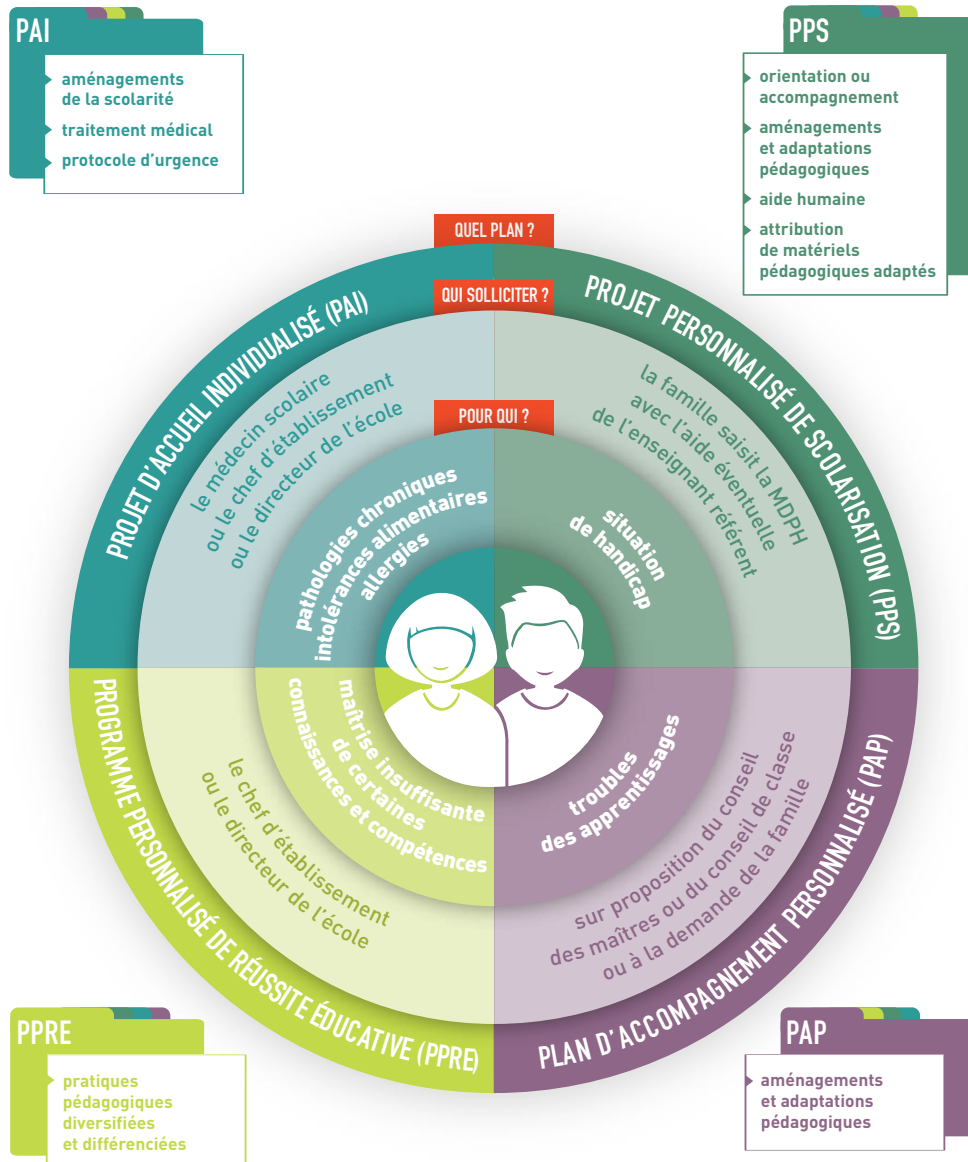 PAI
aménagements
de la scolarité
traitement médical
protocole d'urgence
PPS
orientation ou
accompagnement
aménagements
et adaptations
pédagogiques
aide humaine
attribution
de matériels
pédagogiques adaptés
QUEL PLAN ?
QUI SOLLICITER ?
POUR QUI ?
PROJET D'ACCUEIL INDIVIDUALISÉ (PAI)
le médecin scolaire
ou le chef d'établissement
ou le directeur de l'école
pathologies chroniques
intolérances alimentaires
allergies
PROJET PERSONNALISÉ DE SCOLARISATION (PPS)
la famille saisit la MDPH
avec l'aide éventuelle
de l'enseignant référent
situation
de handicap
PROGRAMME PERSONNALISÉ DE RÉUSSITE ÉDUCATIVE (PPRE)
le chef d'établissement
ou le directeur de l'école
maîtrise insuffisante
de certaines
connaissances et compétences
PLAN D'ACCOMPAGNEMENT PERSONNALISÉ (PAP)
sur proposition du conseil
des maîtres ou du conseil de classe
ou à la demande de la famille
troubles
des apprentissages
PPRE
pratiques
pédagogiques
diversifiées
et différenciées
PAP
aménagements
et adaptations
pédagogiques